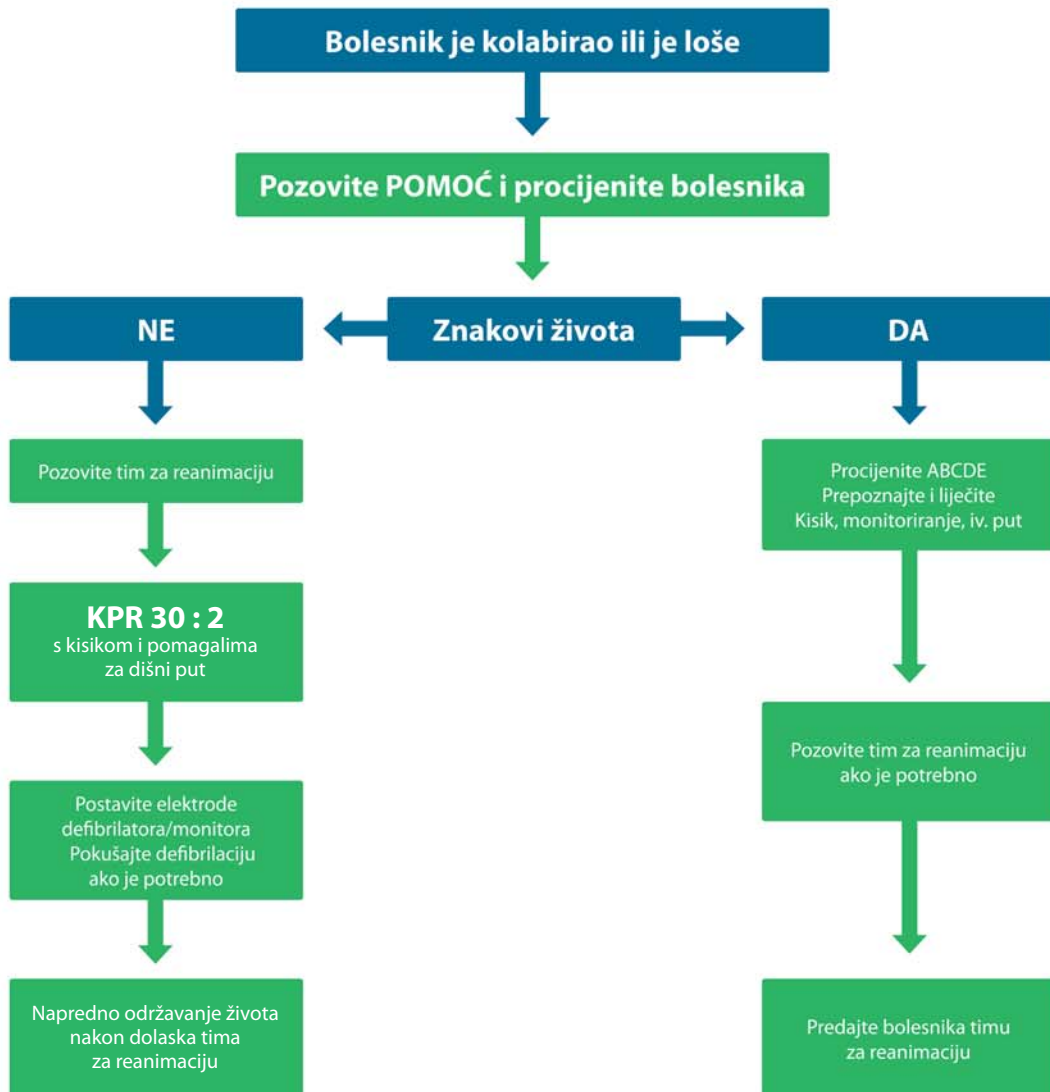 Bolesnik je kolabirao ili je loše
Pozovite POMOĆ i procijenite bolesnika
NE
Znakovi života
DA
Pozovite tim za reanimaciju
KPR 30 : 2
s kisikom i pomagalima
za dišni put
Postavite elektrode
defibrilatora/monitora
Pokušajte defibrilaciju
ako je potrebno
Napredno održavanje života
nakon dolaska tima
za reanimaciju
Procijenite ABCDE
Prepoznajte i liječite
Kisik, monitoriranje, iv. put
Pozovite tim za reanimaciju
ako je potrebno
Predajte bolesnika timu
za reanimaciju